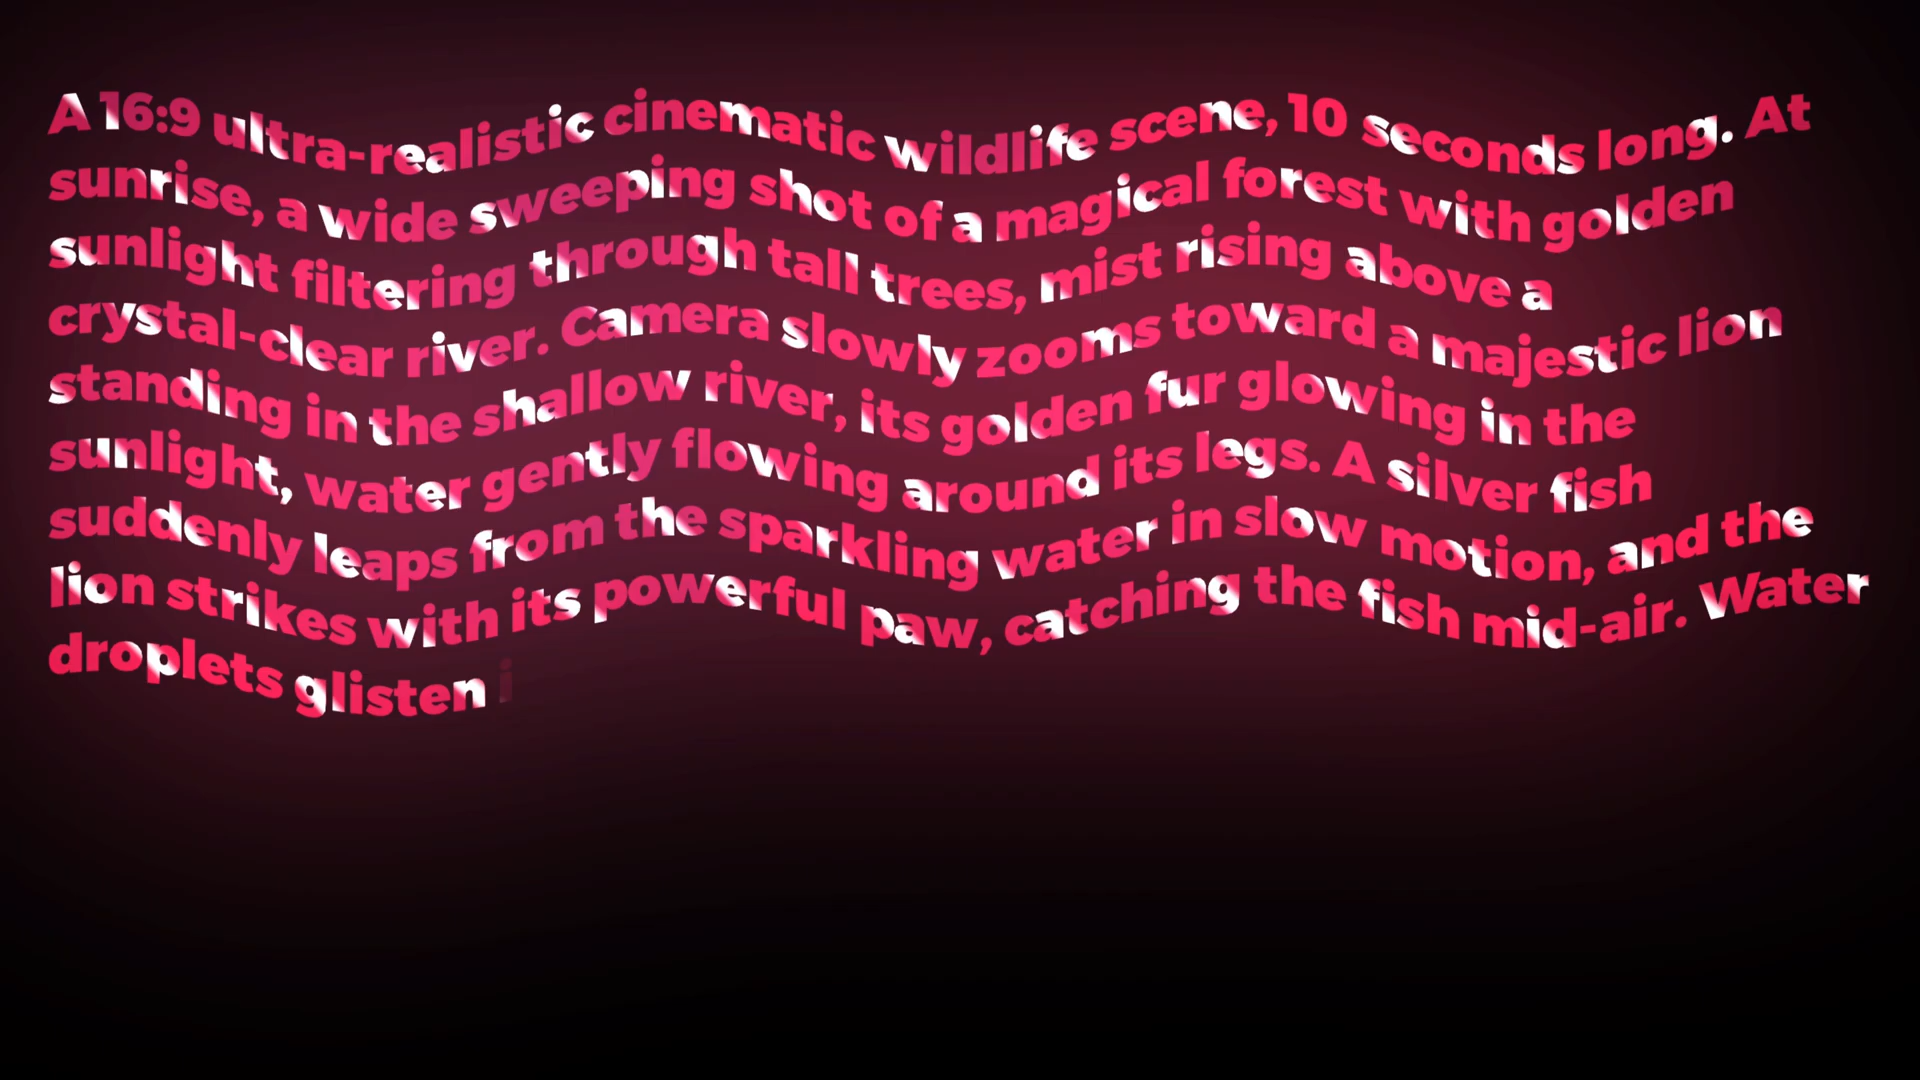 A 16:9 ultra-realistic cinematic wildlife scene, 10 seconds long. At
sunrise, a wide sweeping shot of a magical forest with golden
sunlight filtering through tall trees, mist rising above a
crystal-clear river. Camera slowly zooms toward a majestic lion
standing in the shallow river, its golden fur glowing in the
sunlight, water gently flowing around its legs. A silver fish
suddenly leaps from the sparkling water in slow motion, and the
lion strikes with its powerful paw, catching the fish mid-air. Water
droplets glisten i